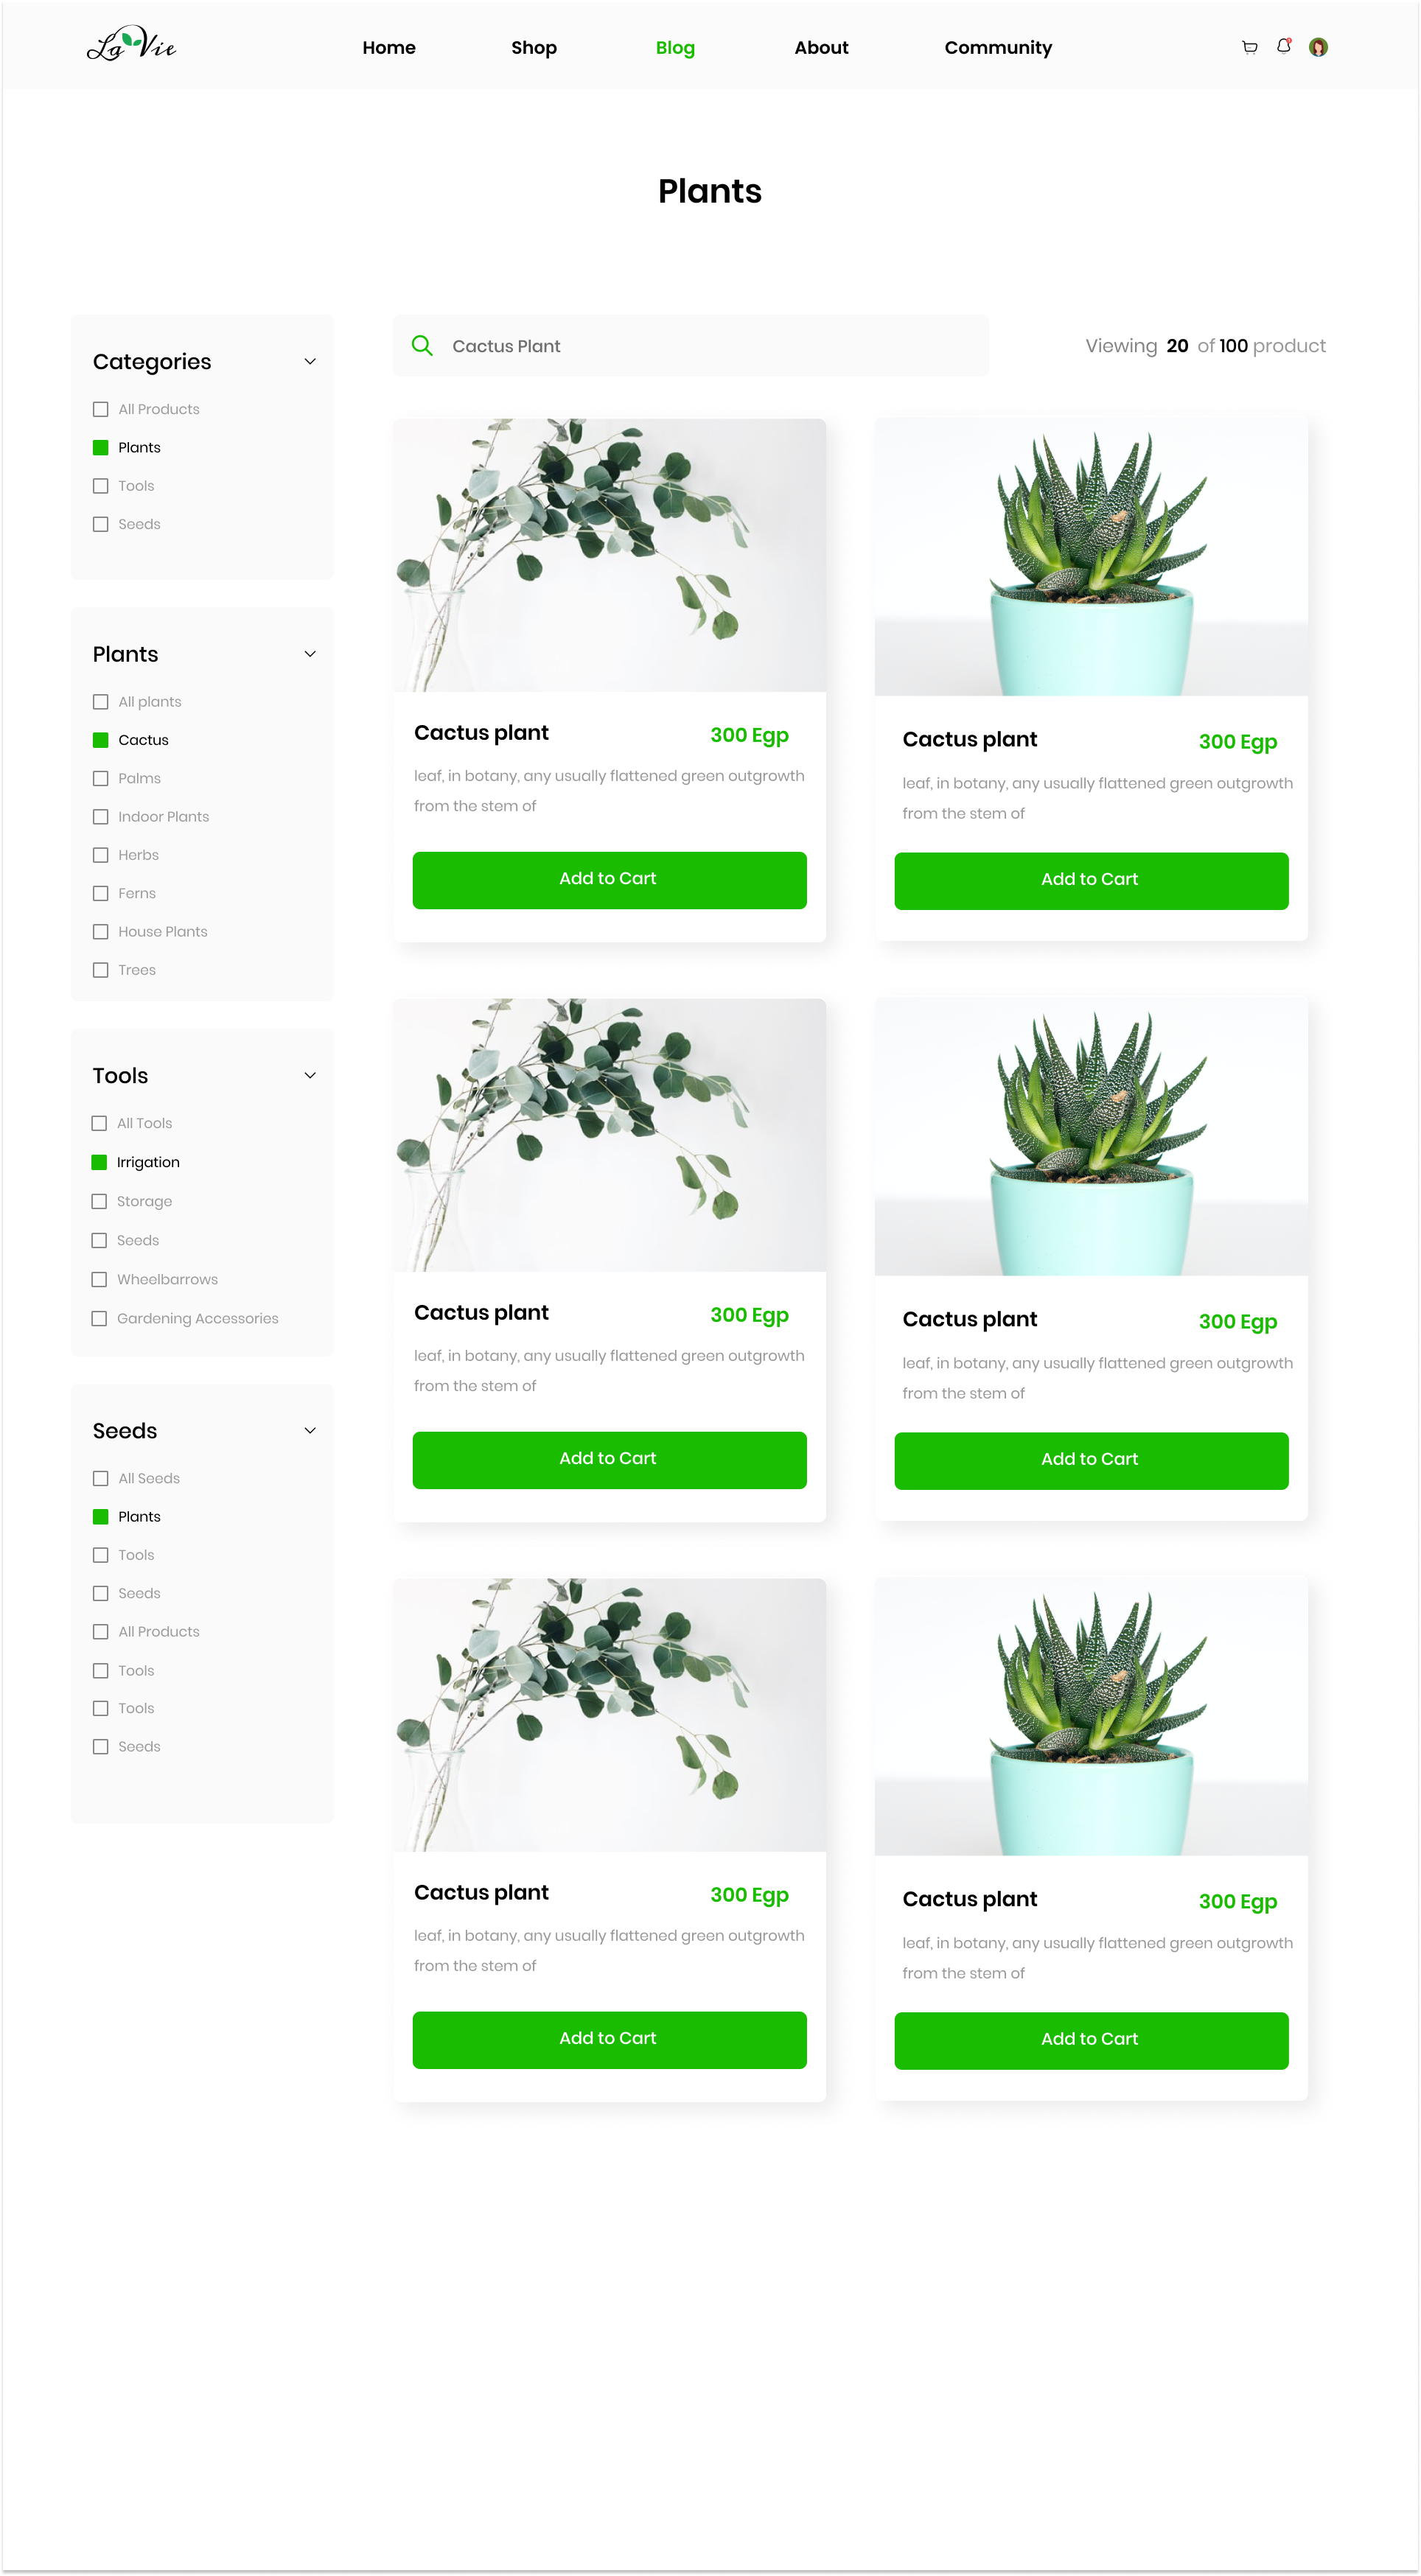 La Vie
Home Shop Blog About Community
Plants
Categories
All Products
Plants
Tools
Seeds
Plants
All plants
Cactus
Palms
Indoor Plants
Herbs
Ferns
House Plants
Trees
Tools
All Tools
Irrigation
Storage
Seeds
Wheelbarrows
Gardening Accessories
Seeds
All Seeds
Plants
Tools
Seeds
All Products
Tools
Tools
Seeds
Cactus Plant
Viewing 20 of 100 product
Cactus plant 300 Egp
leaf, in botany, any usually flattened green outgrowth
from the stem of
Add to Cart
Cactus plant 300 Egp
leaf, in botany, any usually flattened green outgrowth
from the stem of
Add to Cart
Cactus plant 300 Egp
leaf, in botany, any usually flattened green outgrowth
from the stem of
Add to Cart
Cactus plant 300 Egp
leaf, in botany, any usually flattened green outgrowth
from the stem of
Add to Cart
Cactus plant 300 Egp
leaf, in botany, any usually flattened green outgrowth
from the stem of
Add to Cart
Cactus plant 300 Egp
leaf, in botany, any usually flattened green outgrowth
from the stem of
Add to Cart